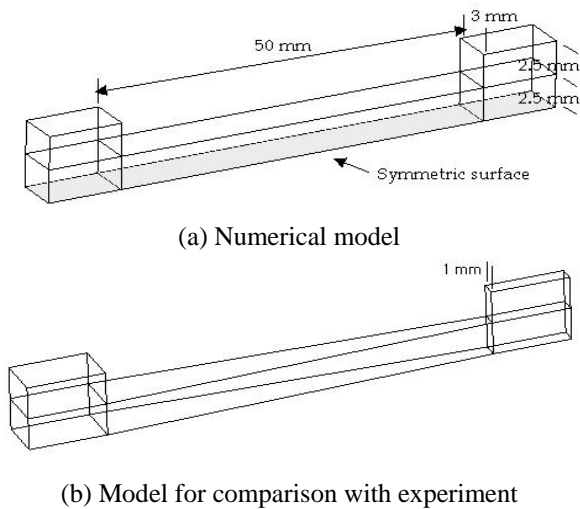 3 mm
50 mm
2.5 mm
2.5 mm
Symmetric surface
(a) Numerical model
1 mm
(b) Model for comparison with experiment